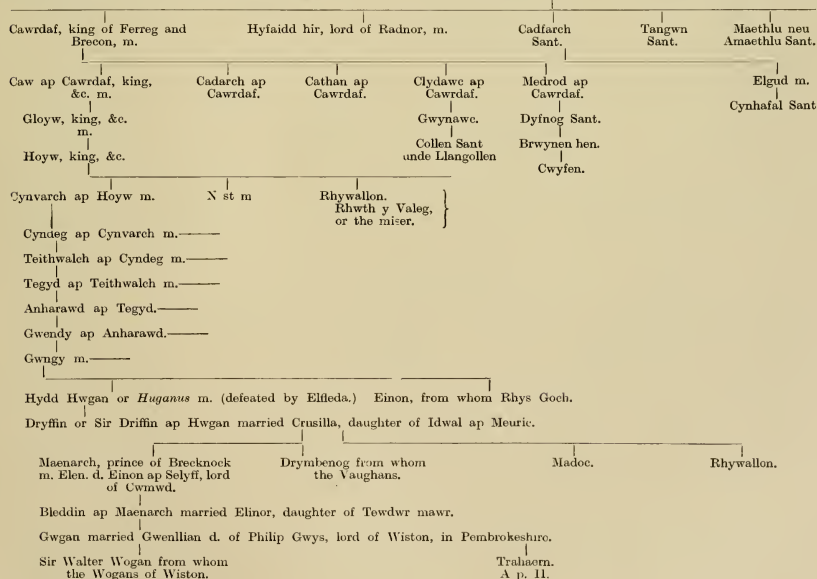 Cawrdaf, king of Ferreg and
Brecon, m.
Hyfaidd hir, lord of Radnor, m.
Cadfarch
Sant.
Tangwn
Sant.
Maethlu neu
Amaethlu Sant.
Caw ap Cawrdaf, king,
&c. m.
Cadarch ap
Cawrdaf.
Cathan ap
Cawrdaf.
Clydawc ap
Cawrdaf.
Medrod ap
Cawrdaf.
Elgud m.
Gloyw, king, &c.
m.
Gwynawc.
Dyfnog Sant.
Cynhafal Sant
Hoyw, king, &c.
Collen Sant
unde Llangollen
Brwynen hen.
Cwyfen.
Cynvarch ap Hoyw m.
N st m
Rhywallon.
Rhwth y Valeg,
or the miser.
Cyndeg ap Cynvarch m.
Teithwalch ap Cyndeg m.
Tegyd ap Teithwalch m.
Anharawd ap Tegyd.
Gwendy ap Anharawd.
Gwngy m.
Hydd Hwgan or Huganus m. (defeated by Elfleda.)
Einon, from whom Rhys Goch.
Dryffin or Sir Driffin ap Hwgan married Crusilla, daughter of Idwal ap Meuric.
Maenarch, prince of Brecknock
m. Elen. d. Einon ap Selyff, lord
of Cwmwd.
Drymbenog from whom
the Vaughans.
Madoc.
Rhywallon.
Bleddin ap Maenarch married Elinor, daughter of Tewdwr mawr.
Gwgan married Gwenllian d. of Philip Gwys, lord of Wiston, in Pembrokeshire.
Sir Walter Wogan from whom
the Wogans of Wiston.
Trahaern.
A p. 11.